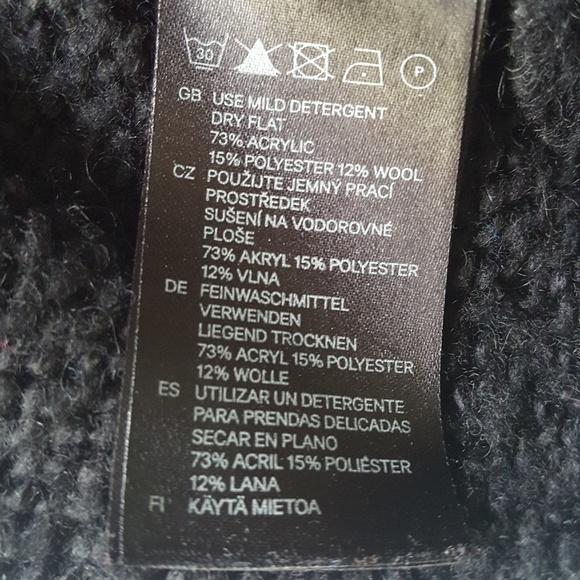 30 P
GB USE MILD DETERGENT
DRY FLAT
73% ACRYLIC
15% POLYESTER 12% WOOL
CZ POUŽIJTE JEMNÝ PRACÍ
PROSTŘEDEK
SUŠENÍ NA VODOROVNÉ
PLOŠE
73% AKRYL 15% POLYESTER
12% VLNA
DE FEINWASCHMITTEL
VERWENDEN
LIEGEND TROCKNEN
73% ACRYL 15% POLYESTER
12% WOLLE
ES UTILIZAR UN DETERGENTE
PARA PRENDAS DELICADAS
SECAR EN PLANO
73% ACRIL 15% POLIÉSTER
12% LANA
FI KÄYTÄ MIETOA